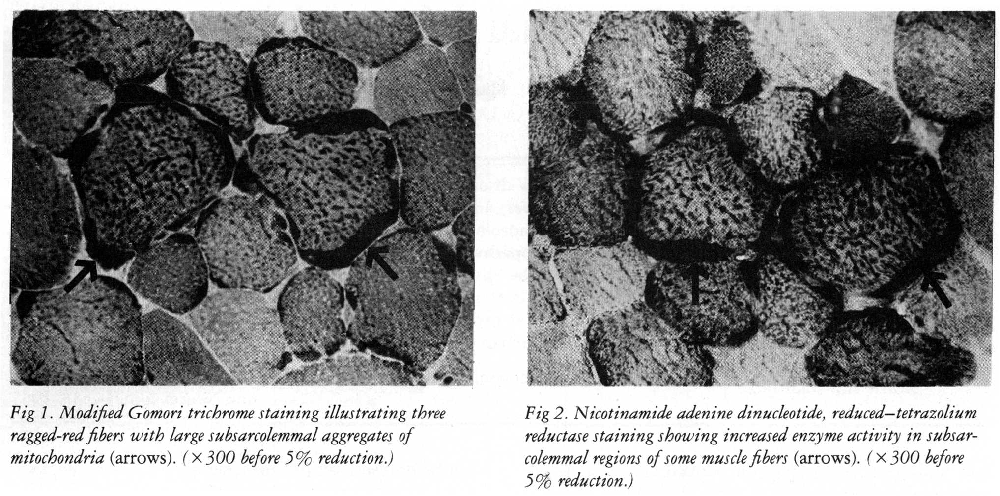 Fig 1. Modified Gomori trichrome staining illustrating three
ragged-red fibers with large subsarcolemmal aggregates of
mitochondria (arrows). (×300 before 5% reduction.)
Fig 2. Nicotinamide adenine dinucleotide, reduced–tetrazolium
reductase staining showing increased enzyme activity in subsar-
colemmal regions of some muscle fibers (arrows). (×300 before
5% reduction.)